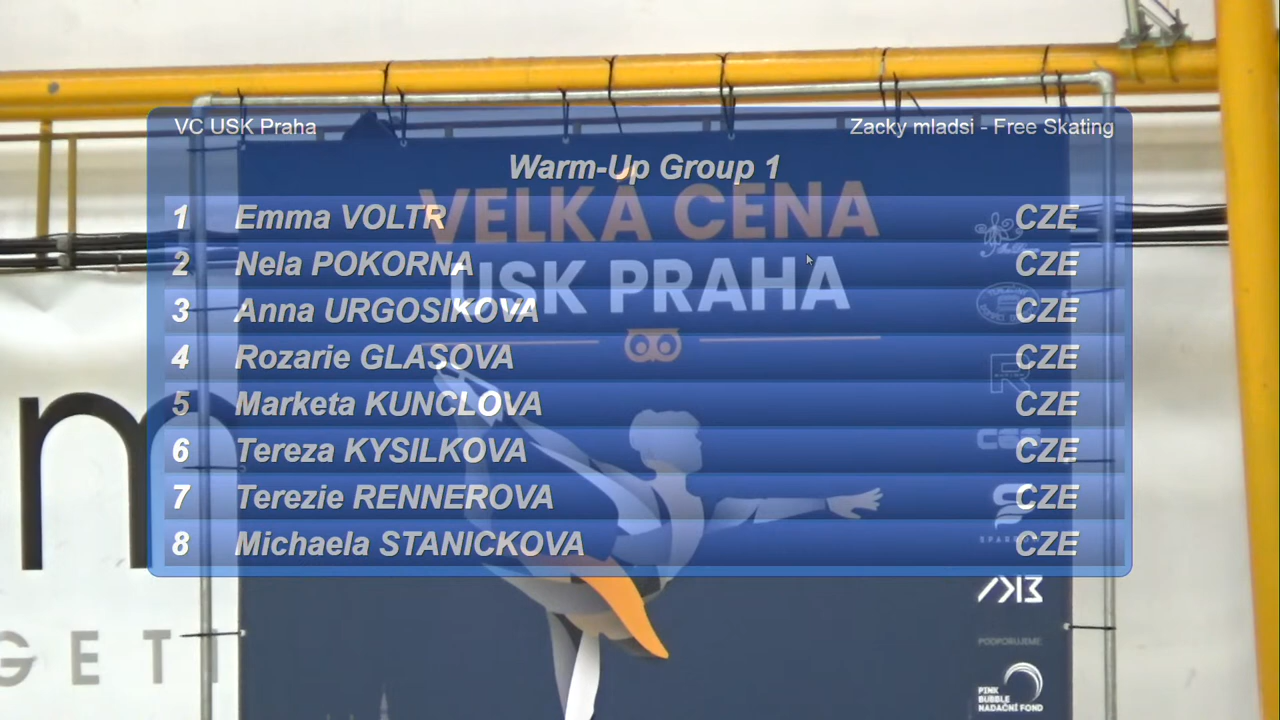 VC USK Praha
Zacky mladsi - Free Skating
Warm-Up Group 1
VELKÁ CENA
USK PRAHA
1 Emma VOLTR CZE
2 Nela POKORNA CZE
3 Anna URGOSIKOVA CZE
4 Rozarie GLASOVA CZE
5 Marketa KUNCLOVA CZE
6 Tereza KYSILKOVA CZE
7 Terezie RENNEROVA CZE
8 Michaela STANICKOVA CZE
m
GETI
PODPORUJEME
PINK
BUBBLE
NADAČNÍ FOND